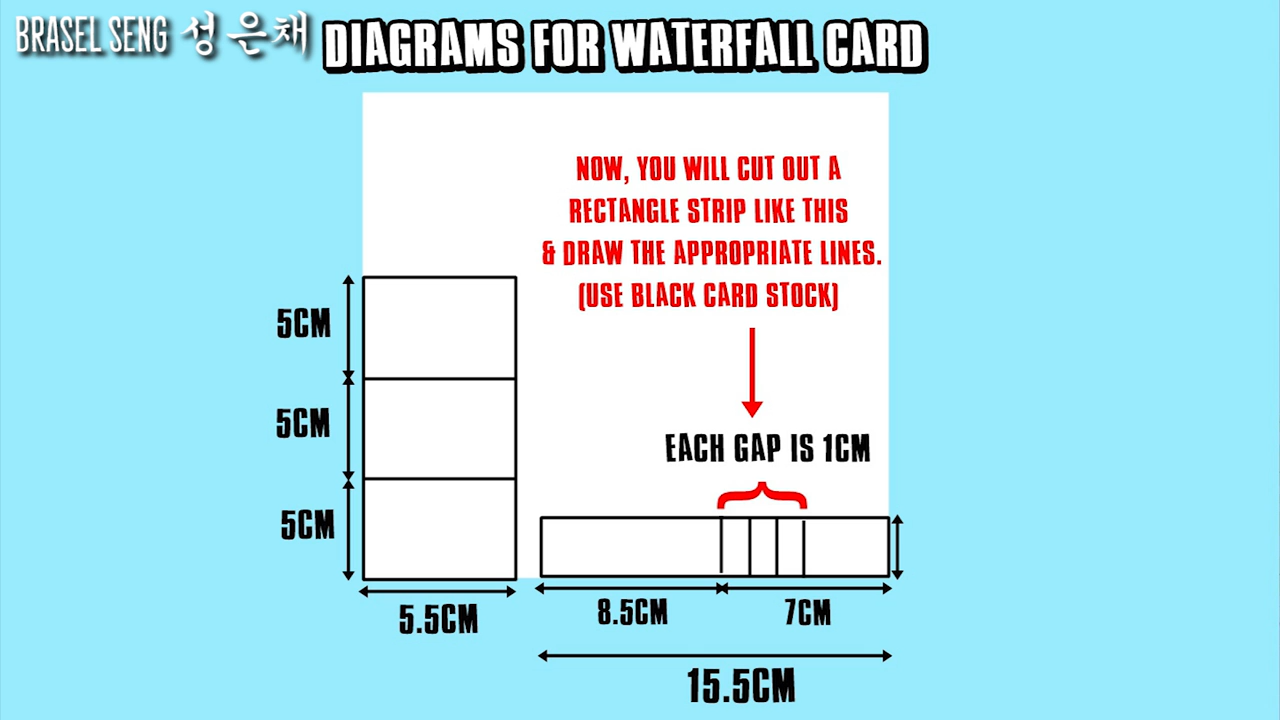 BRASEL SENG 성은채
DIAGRAMS FOR WATERFALL CARD
NOW, YOU WILL CUT OUT A
RECTANGLE STRIP LIKE THIS
& DRAW THE APPROPRIATE LINES.
(USE BLACK CARD STOCK)
5CM
5CM
EACH GAP IS 1CM
5CM
5.5CM
8.5CM
7CM
15.5CM